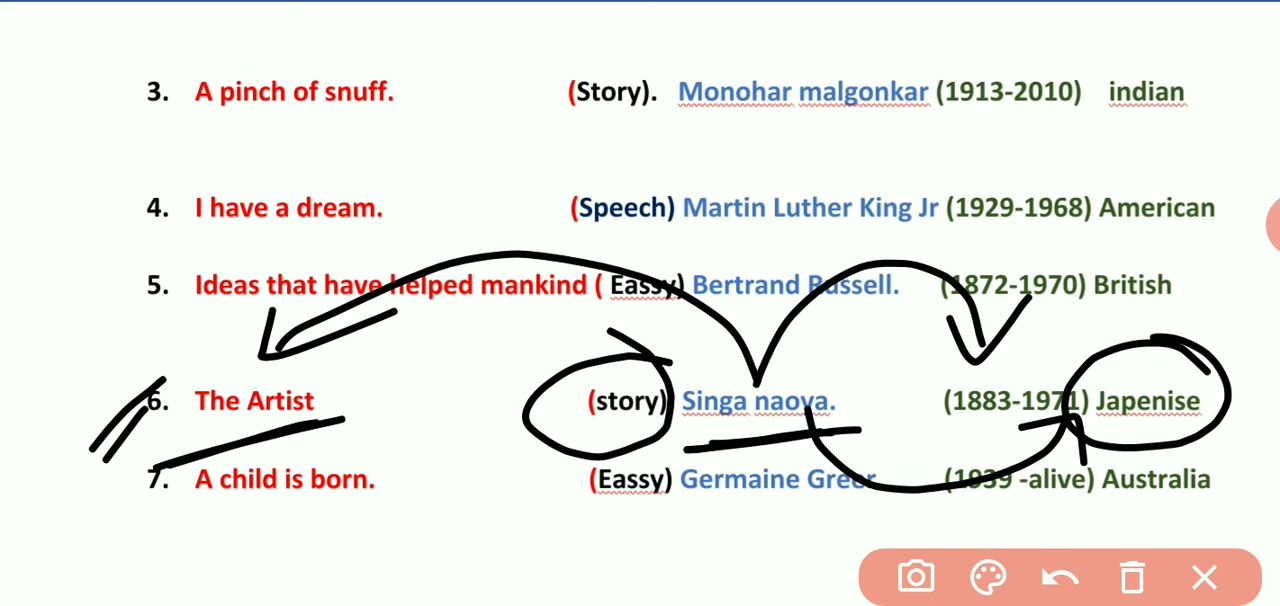 3. A pinch of snuff. (Story). Monohar malgonkar (1913-2010) indian
4. I have a dream. (Speech) Martin Luther King Jr (1929-1968) American
5. Ideas that have helped mankind ( Eassy) Bertrand Russell. (1872-1970) British
6. The Artist (story) Singa naoya. (1883-1971) Japenise
7. A child is born. (Eassy) Germaine Greer (1939 -alive) Australia